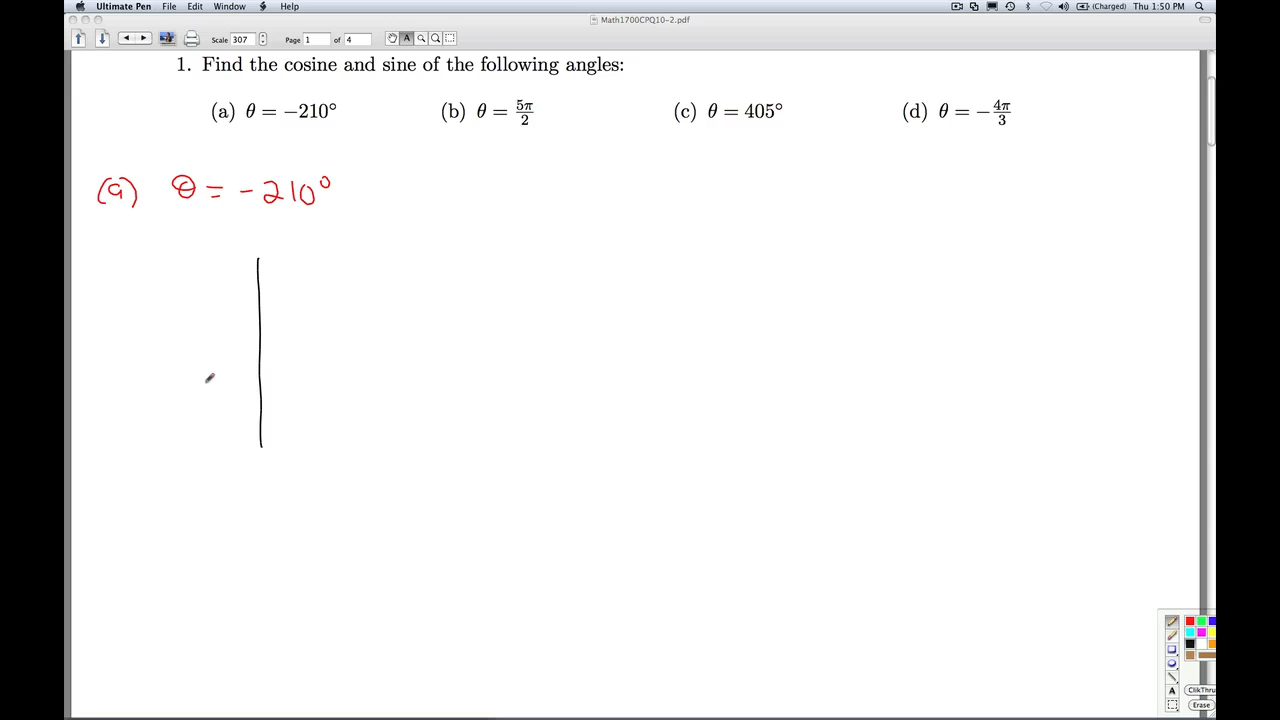 Ultimate Pen File Edit Window Help (Charged) Thu 1:50 PM
Math1700CPQ10-2.pdf
Scale 307 Page 1 of 4 A
1. Find the cosine and sine of the following angles:
(a) θ = −210° (b) θ = 5π/2 (c) θ = 405° (d) θ = −4π/3
(a) θ = -210°
A ClikThru
Erase